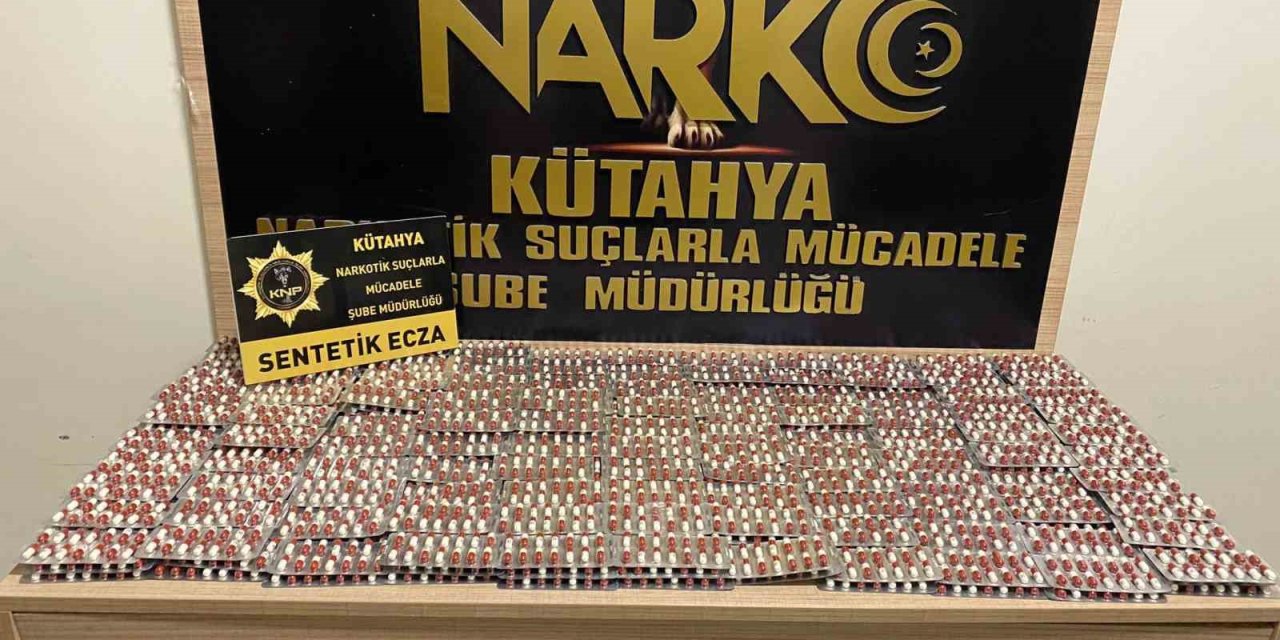 NARKO
KÜTAHYA
SUÇLARLA MÜCADELE
ŞUBE MÜDÜRLÜĞÜ
KÜTAHYA
NARKOTİK SUÇLARLA
MÜCADELE
ŞUBE MÜDÜRLÜĞÜ
KNP
SENTETİK ECZA